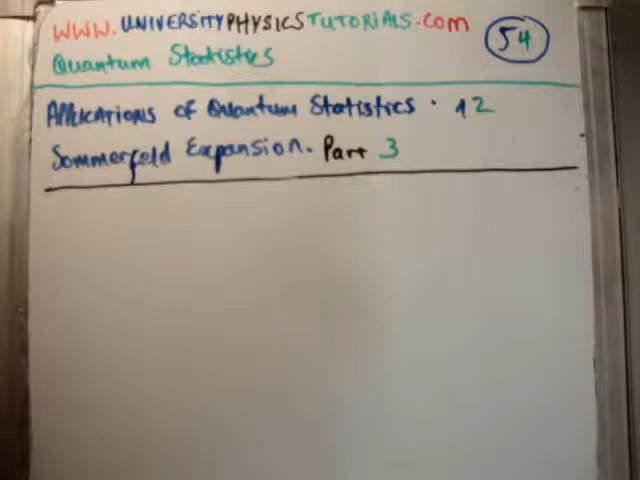 WWW.UNIVERSITYPHYSICSTUTORIALS.COM
54
Quantum Statistics
Applications of Quantum Statistics . 12
Sommerfeld Expansion. Part 3